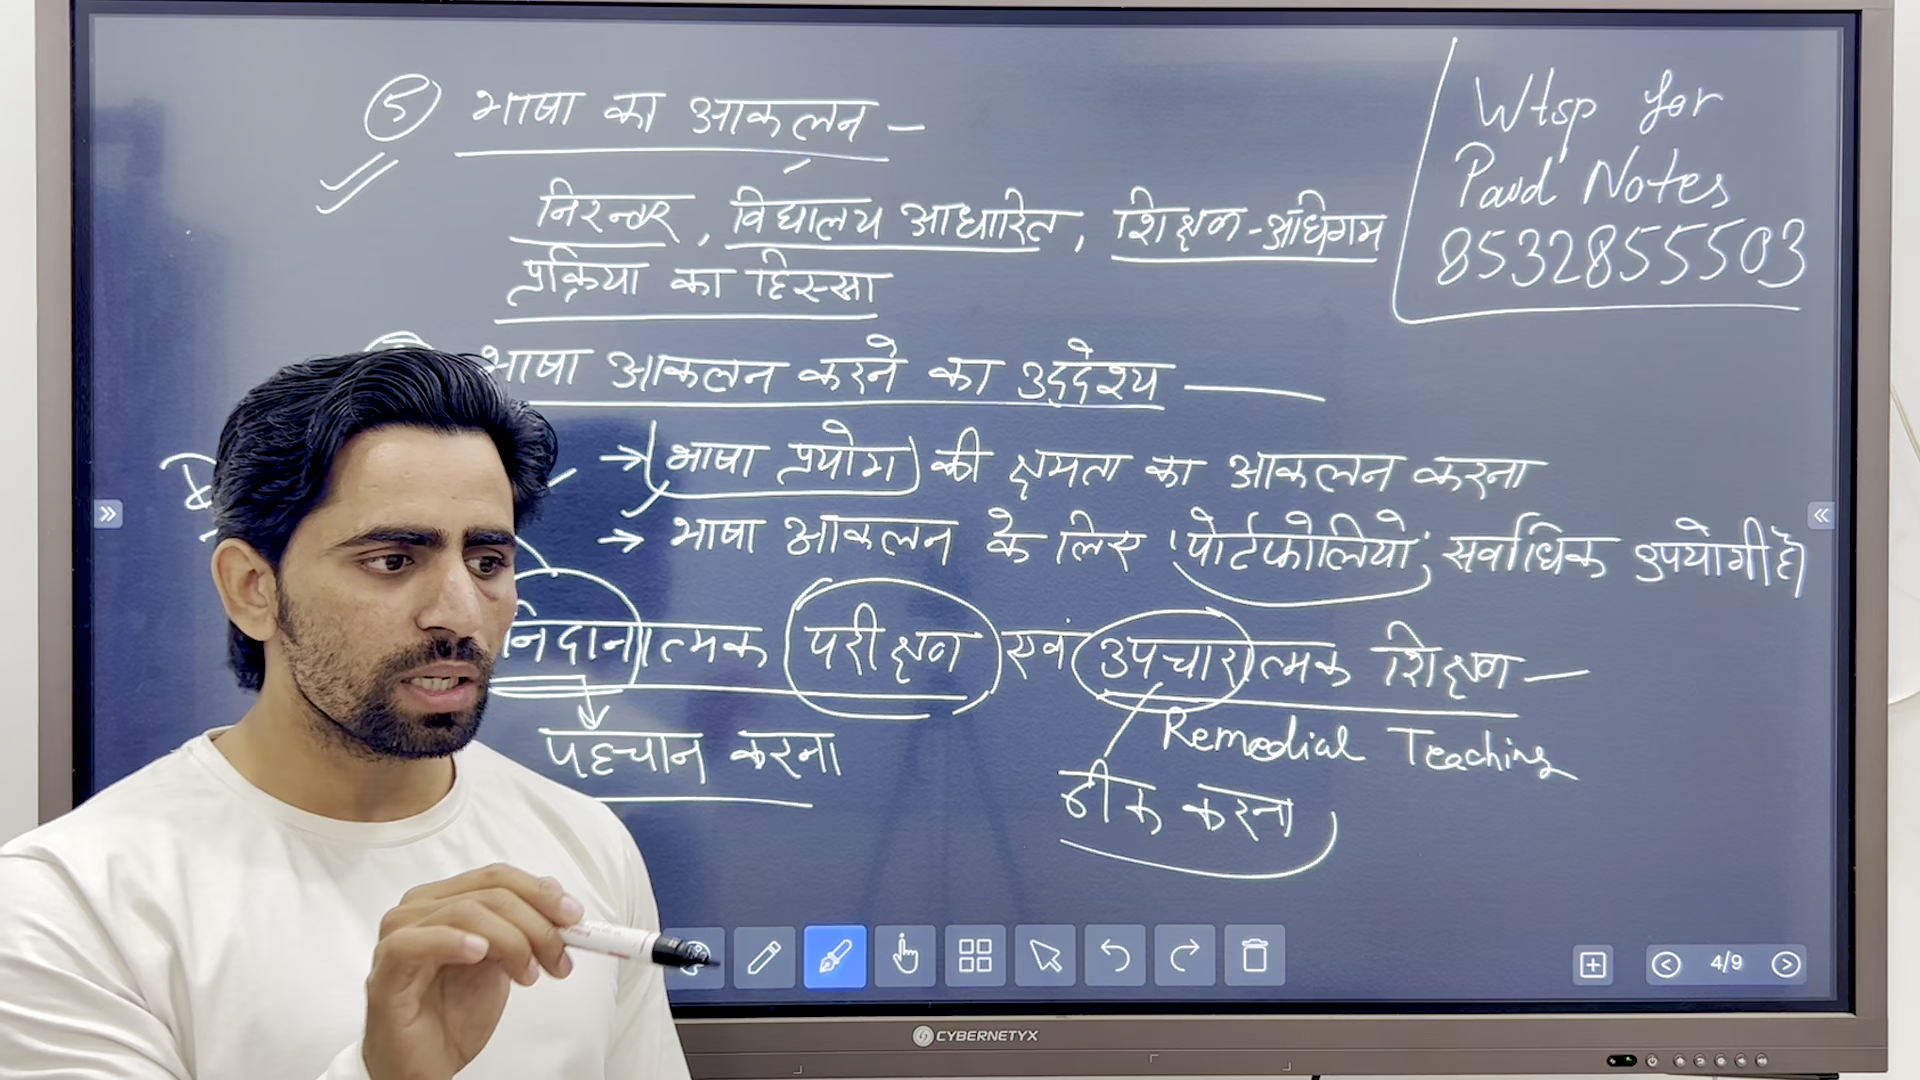 5 भाषा का आकलन –
निरन्तर, विद्यालय आधारित, शिक्षण-अधिगम
प्रक्रिया का हिस्सा
भाषा आकलन करने का उद्देश्य —
→ (भाषा प्रयोग) की क्षमता का आकलन करना
→ भाषा आकलन के लिए 'पोर्टफोलियो' सर्वाधिक उपयोगी है
निदानात्मक परीक्षण एवं उपचारात्मक शिक्षण –
पहचान करना
Remedial Teaching
ठीक करना
Wtsp for
Paid Notes
8532855503
4/9
CYBERNETYX